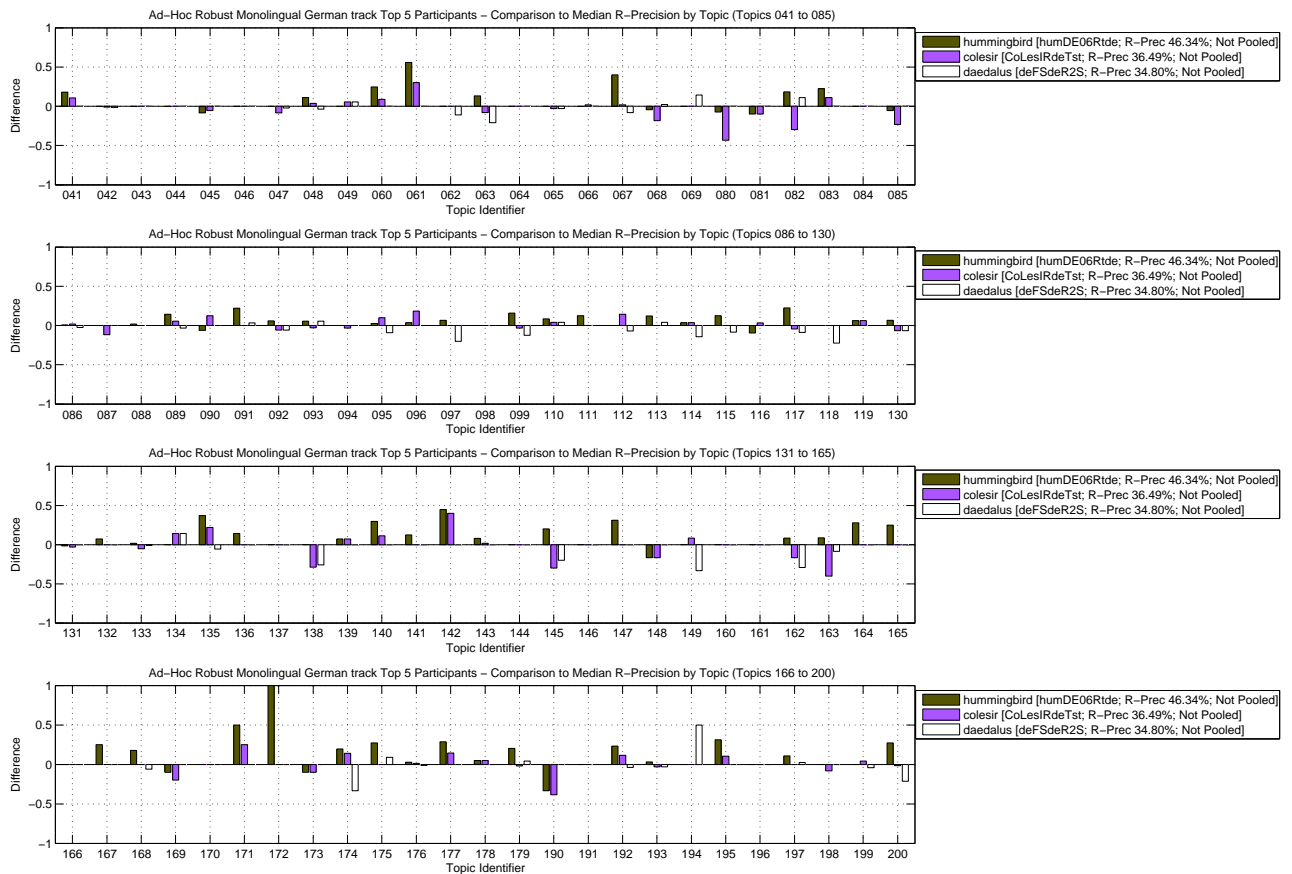 Ad−Hoc Robust Monolingual German track Top 5 Participants − Comparison to Median R−Precision by Topic (Topics 041 to 085)
1
0.5
0
−0.5
−1
Difference
041 042 043 044 045 046 047 048 049 060 061 062 063 064 065 066 067 068 069 080 081 082 083 084 085
Topic Identifier
hummingbird [humDE06Rtde; R−Prec 46.34%; Not Pooled]
colesir [CoLesIRdeTst; R−Prec 36.49%; Not Pooled]
daedalus [deFSdeR2S; R−Prec 34.80%; Not Pooled]
Ad−Hoc Robust Monolingual German track Top 5 Participants − Comparison to Median R−Precision by Topic (Topics 086 to 130)
1
0.5
0
−0.5
−1
Difference
086 087 088 089 090 091 092 093 094 095 096 097 098 099 110 111 112 113 114 115 116 117 118 119 130
Topic Identifier
hummingbird [humDE06Rtde; R−Prec 46.34%; Not Pooled]
colesir [CoLesIRdeTst; R−Prec 36.49%; Not Pooled]
daedalus [deFSdeR2S; R−Prec 34.80%; Not Pooled]
Ad−Hoc Robust Monolingual German track Top 5 Participants − Comparison to Median R−Precision by Topic (Topics 131 to 165)
1
0.5
0
−0.5
−1
Difference
131 132 133 134 135 136 137 138 139 140 141 142 143 144 145 146 147 148 149 160 161 162 163 164 165
Topic Identifier
hummingbird [humDE06Rtde; R−Prec 46.34%; Not Pooled]
colesir [CoLesIRdeTst; R−Prec 36.49%; Not Pooled]
daedalus [deFSdeR2S; R−Prec 34.80%; Not Pooled]
Ad−Hoc Robust Monolingual German track Top 5 Participants − Comparison to Median R−Precision by Topic (Topics 166 to 200)
1
0.5
0
−0.5
−1
Difference
166 167 168 169 170 171 172 173 174 175 176 177 178 179 190 191 192 193 194 195 196 197 198 199 200
Topic Identifier
hummingbird [humDE06Rtde; R−Prec 46.34%; Not Pooled]
colesir [CoLesIRdeTst; R−Prec 36.49%; Not Pooled]
daedalus [deFSdeR2S; R−Prec 34.80%; Not Pooled]